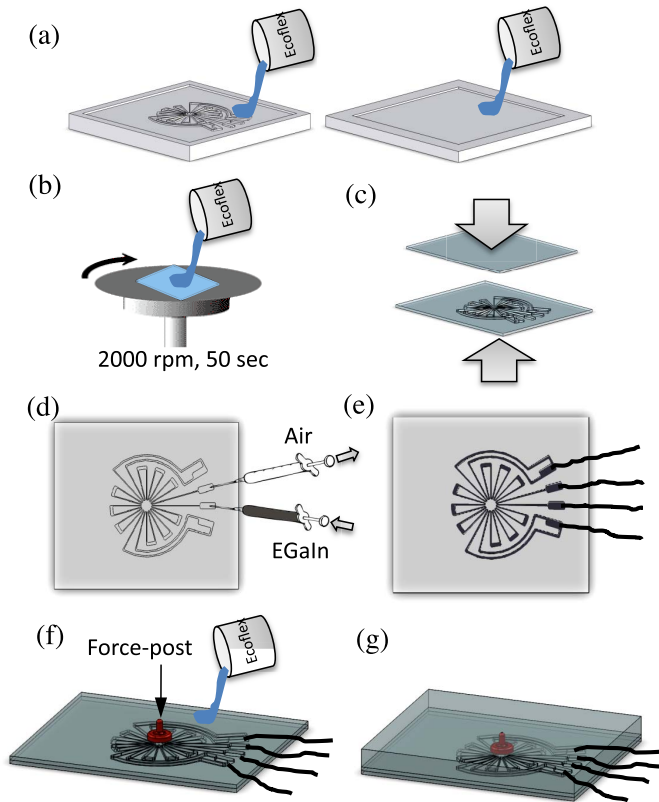 (a)
Ecoflex
Ecoflex
(b)
Ecoflex
2000 rpm, 50 sec
(c)
(d)
Air
EGaIn
(e)
(f)
Force-post
Ecoflex
(g)